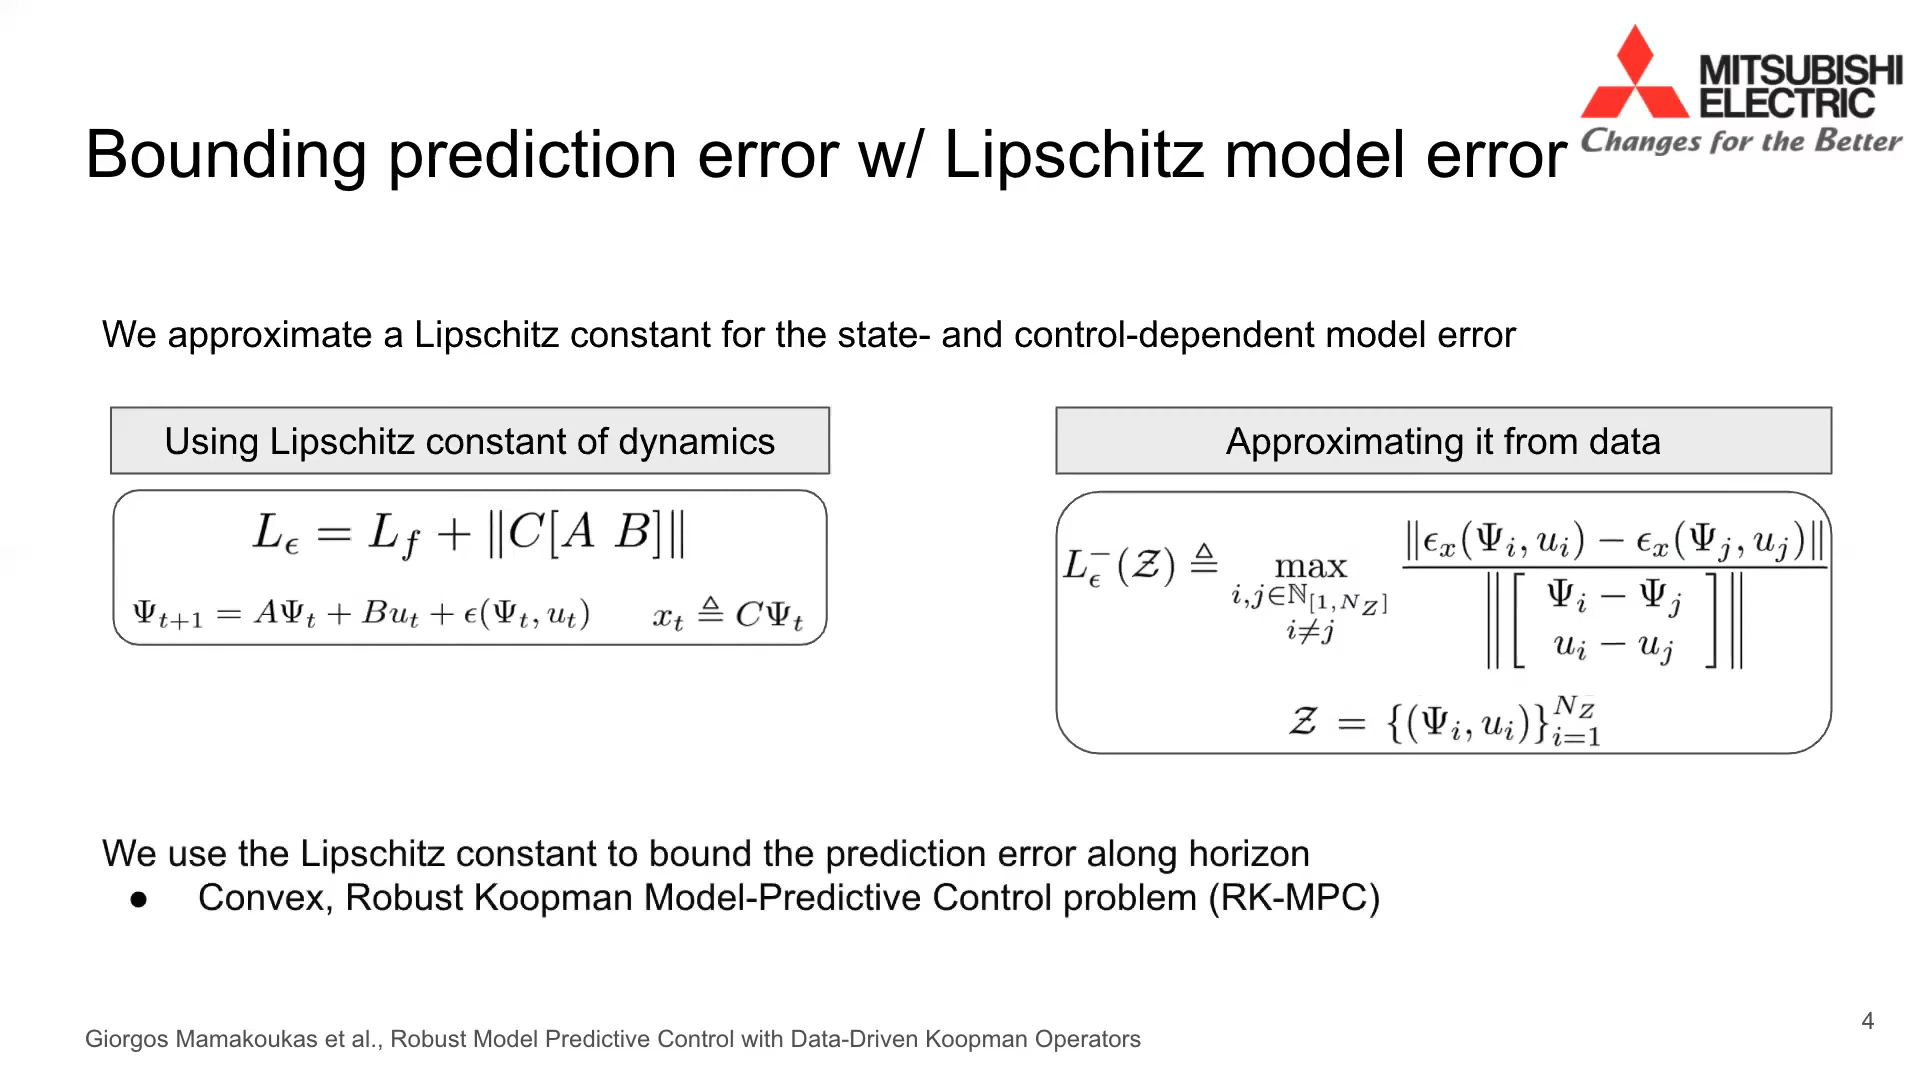 MITSUBISHI
ELECTRIC
Changes for the Better
Bounding prediction error w/ Lipschitz model error
We approximate a Lipschitz constant for the state- and control-dependent model error
Using Lipschitz constant of dynamics
L_ϵ = L_f + ‖C[A B]‖
Ψ_{t+1} = AΨ_t + Bu_t + ϵ(Ψ_t, u_t)   x_t ≜ CΨ_t
Approximating it from data
L_ϵ^-(𝒵) ≜ max_{i,j∈ℕ_{[1,N_Z]} i≠j} ‖ϵ_x(Ψ_i, u_i) − ϵ_x(Ψ_j, u_j)‖ / ‖[Ψ_i − Ψ_j; u_i − u_j]‖
𝒵 = {(Ψ_i, u_i)}_{i=1}^{N_Z}
We use the Lipschitz constant to bound the prediction error along horizon
● Convex, Robust Koopman Model-Predictive Control problem (RK-MPC)
Giorgos Mamakoukas et al., Robust Model Predictive Control with Data-Driven Koopman Operators
4